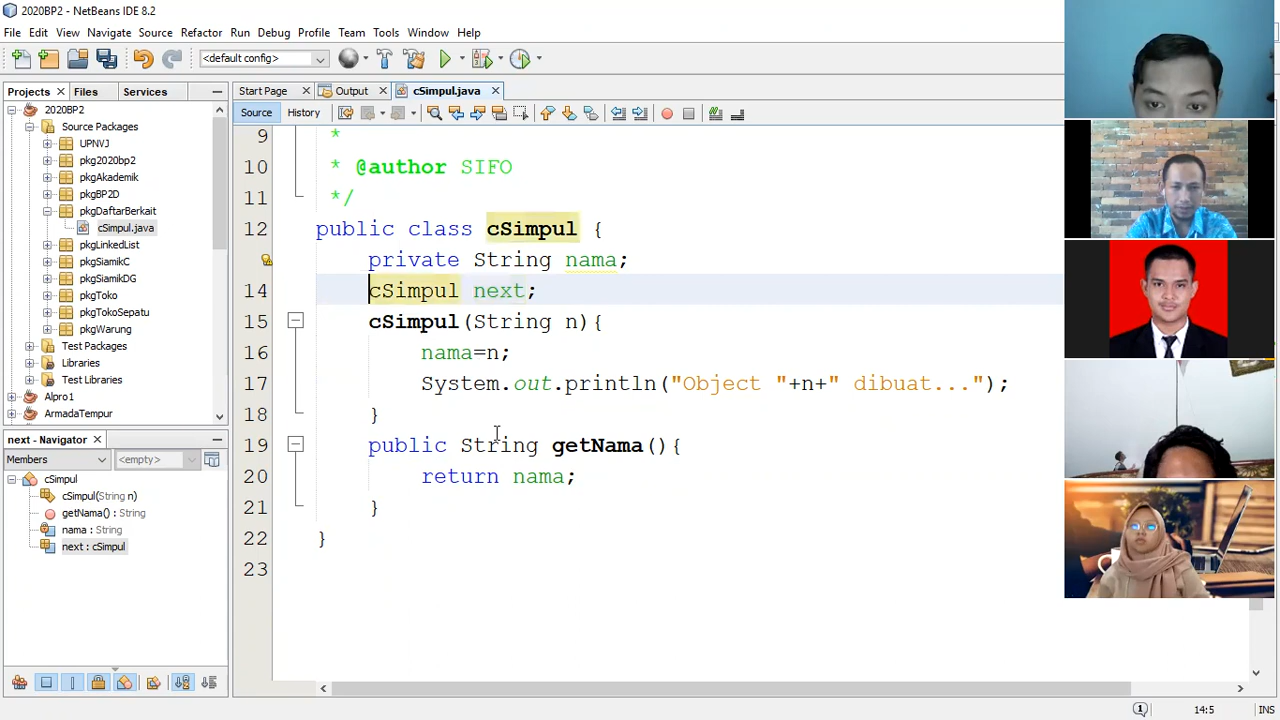 2020BP2 - NetBeans IDE 8.2
File Edit View Navigate Source Refactor Run Debug Profile Team Tools Window Help
<default config>
Projects Files Services
Start Page Output cSimpul.java
Source History
2020BP2
Source Packages
UPNVJ
pkg2020bp2
pkgAkademik
pkgBP2D
pkgDaftarBerkait
cSimpul.java
pkgLinkedList
pkgSiamikC
pkgSiamikDG
pkgToko
pkgTokoSepatu
pkgWarung
Test Packages
Libraries
Test Libraries
Alpro1
ArmadaTempur
next - Navigator
Members <empty>
cSimpul
cSimpul(String n)
getNama() : String
nama : String
next : cSimpul
9 *
10 * @author SIFO
11 */
12 public class cSimpul {
private String nama;
14 cSimpul next;
15 cSimpul(String n){
16 nama=n;
17 System.out.println("Object "+n+" dibuat...");
18 }
19 public String getNama(){
20 return nama;
21 }
22 }
23
14:5 INS